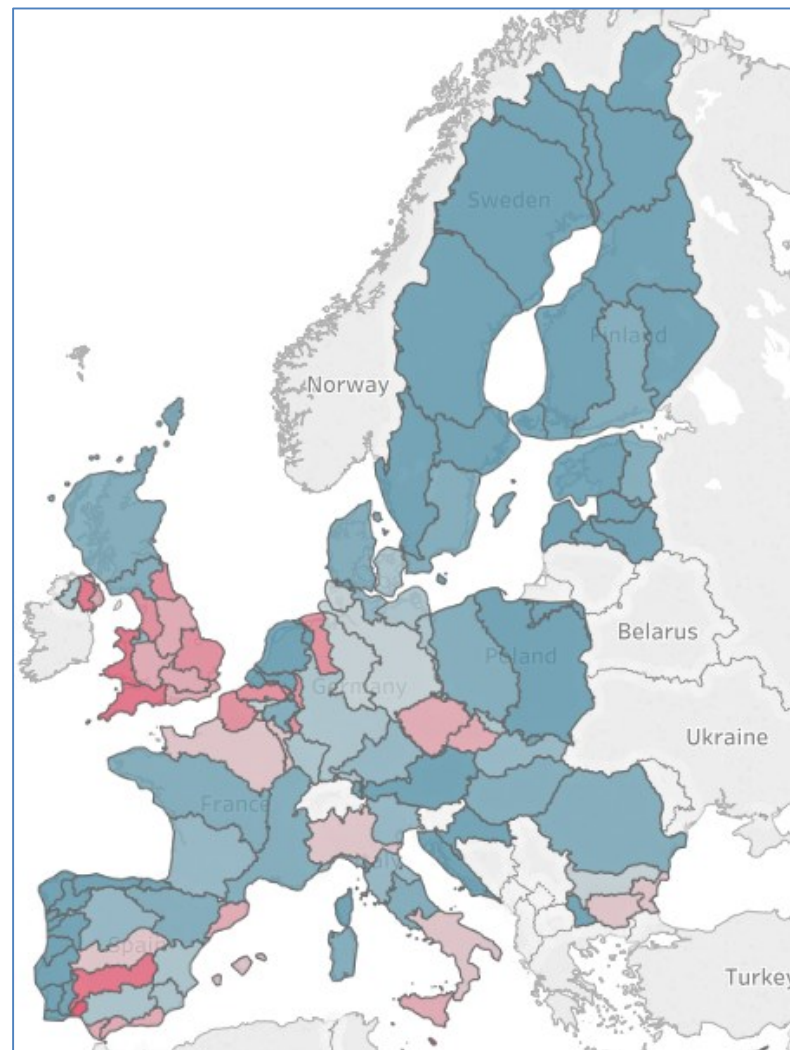 Sweden
Finland
Norway
Belarus
Poland
Germany
Ukraine
France
Spain
Turkey